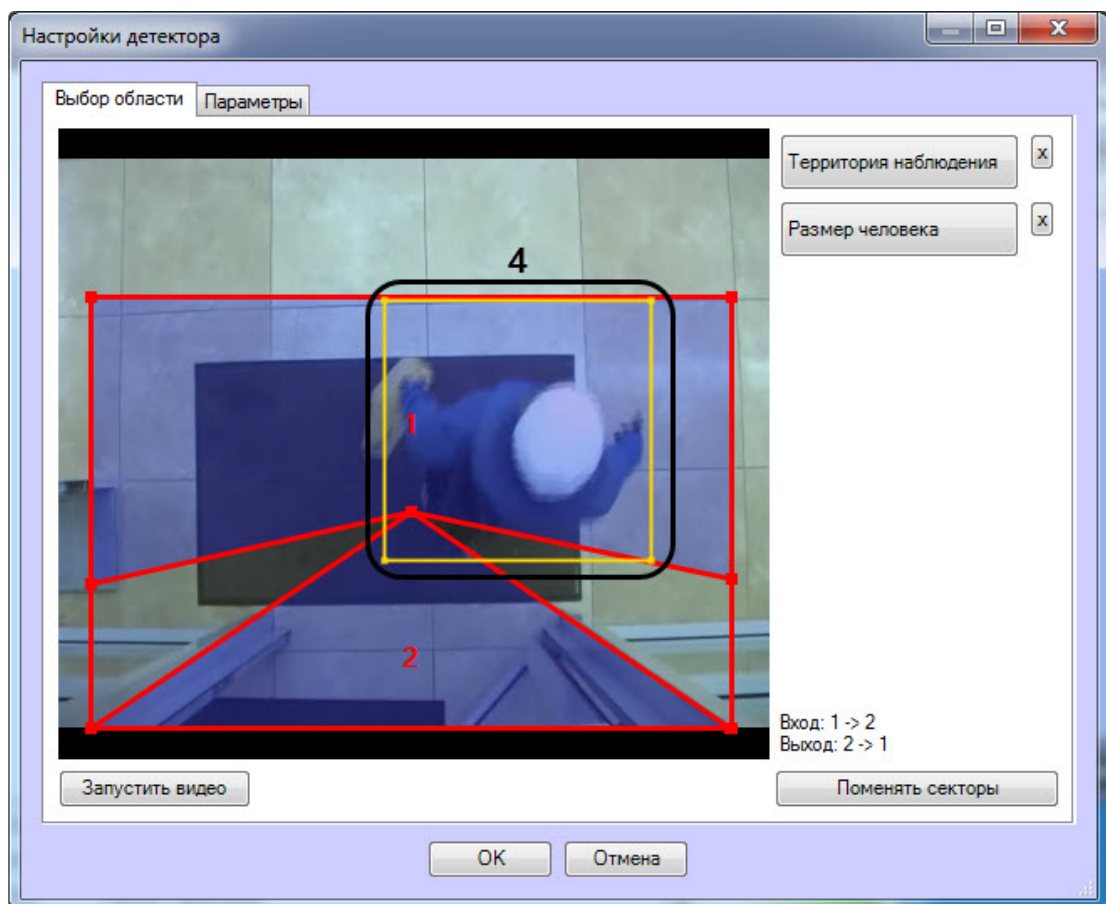 Настройки детектора
X
Выбор области
Параметры
Территория наблюдения
x
Размер человека
x
4
1
2
Вход: 1 -> 2
Выход: 2 -> 1
Запустить видео
Поменять секторы
OK
Отмена